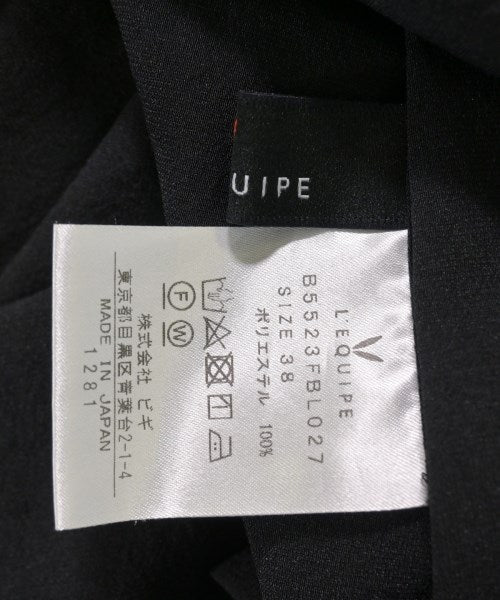 UIPE
L'EQUIPE
B5523FBL027
SIZE 38
ポリエステル 100%
F W
株式会社 ビギ
東京都目黒区青葉台2-1-4
MADE IN JAPAN
1281